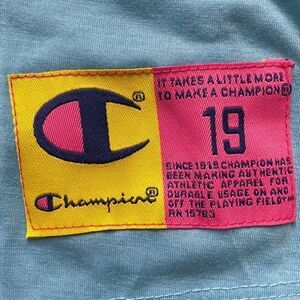 IT TAKES A LITTLE MORE
TO MAKE A CHAMPION®
19
SINCE 1919 CHAMPION HAS
BEEN MAKING AUTHENTIC
ATHLETIC APPAREL FOR
DURABLE USAGE ON AND
OFF THE PLAYING FIELD™
RN 15763
C®
Champion®